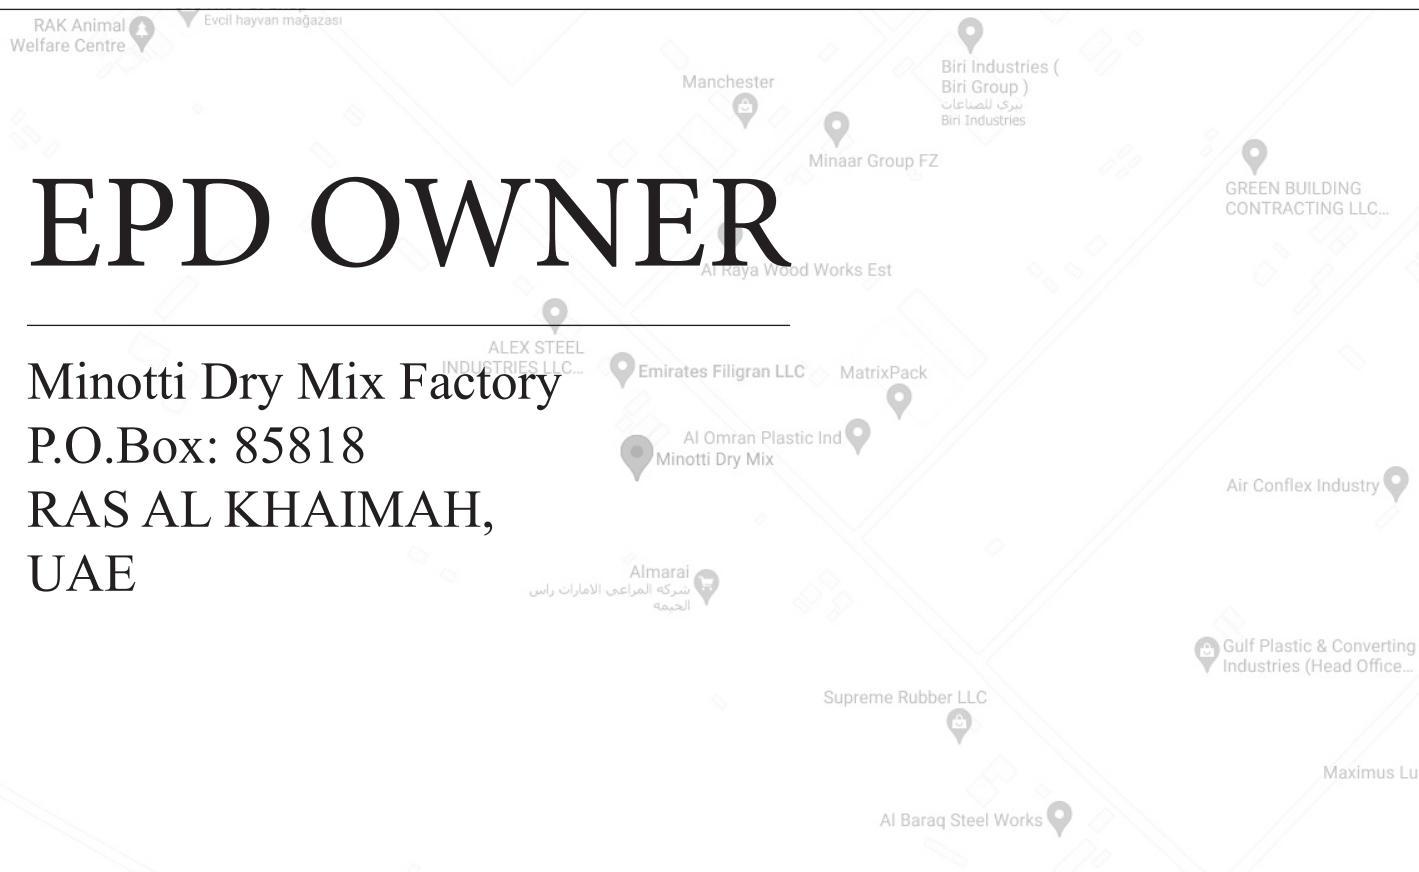 RAK Animal
Welfare Centre
Evcil hayvan mağazası
Manchester
Biri Industries (
Biri Group )
بيري للصناعات
Biri Industries
Minaar Group FZ
GREEN BUILDING
CONTRACTING LLC...
EPD OWNER
Al Raya Wood Works Est
ALEX STEEL
INDUSTRIES LLC...
Emirates Filigran LLC
MatrixPack
Minotti Dry Mix Factory
P.O.Box: 85818
RAS AL KHAIMAH,
UAE
Al Omran Plastic Ind
Minotti Dry Mix
Air Conflex Industry
Almarai
شركه المراعي الامارات راس
الخيمه
Gulf Plastic & Converting
Industries (Head Office...
Supreme Rubber LLC
Maximus Lu
Al Baraq Steel Works